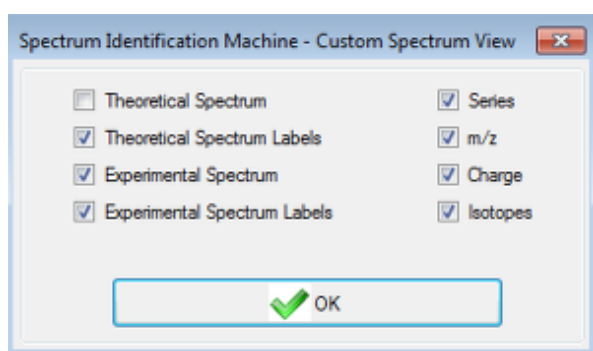 Spectrum Identification Machine - Custom Spectrum View
Theoretical Spectrum
Series
Theoretical Spectrum Labels
m/z
Experimental Spectrum
Charge
Experimental Spectrum Labels
Isotopes
OK